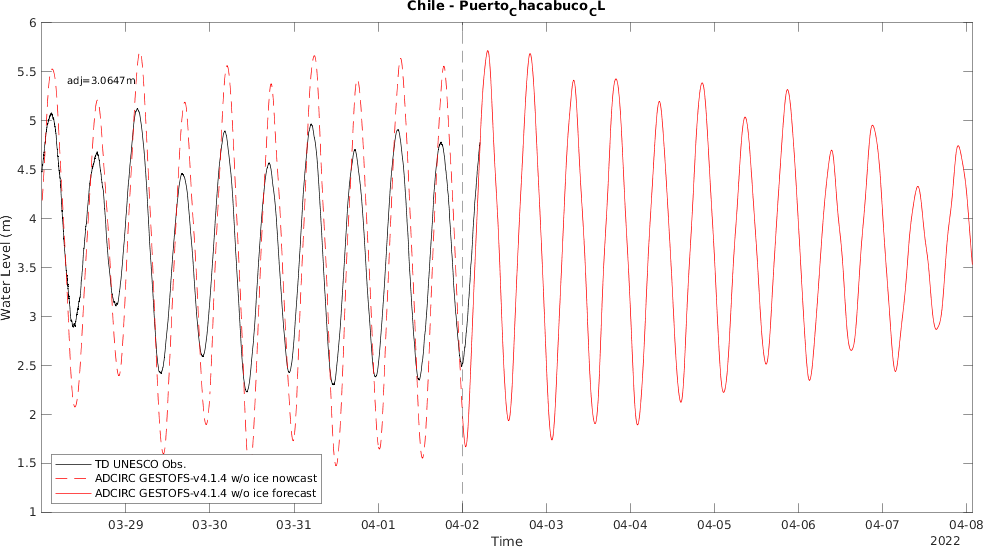 Chile - Puerto_Chacabuco_CL
6
5.5
5
4.5
4
3.5
3
2.5
2
1.5
1
Water Level (m)
adj=3.0647m
TD UNESCO Obs.
ADCIRC GESTOFS-v4.1.4 w/o ice nowcast
ADCIRC GESTOFS-v4.1.4 w/o ice forecast
03-29 03-30 03-31 04-01 04-02 04-03 04-04 04-05 04-06 04-07 04-08
Time
2022